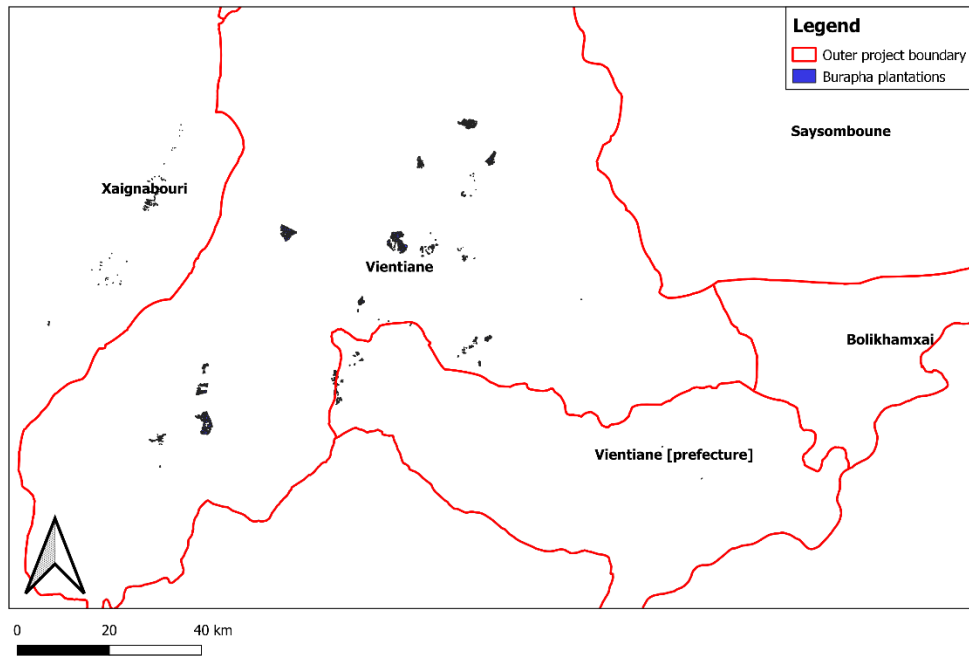 Legend
Outer project boundary
Burapha plantations
Saysomboune
Xaignabouri
Vientiane
Bolikhamxai
Vientiane [prefecture]
0 20 40 km